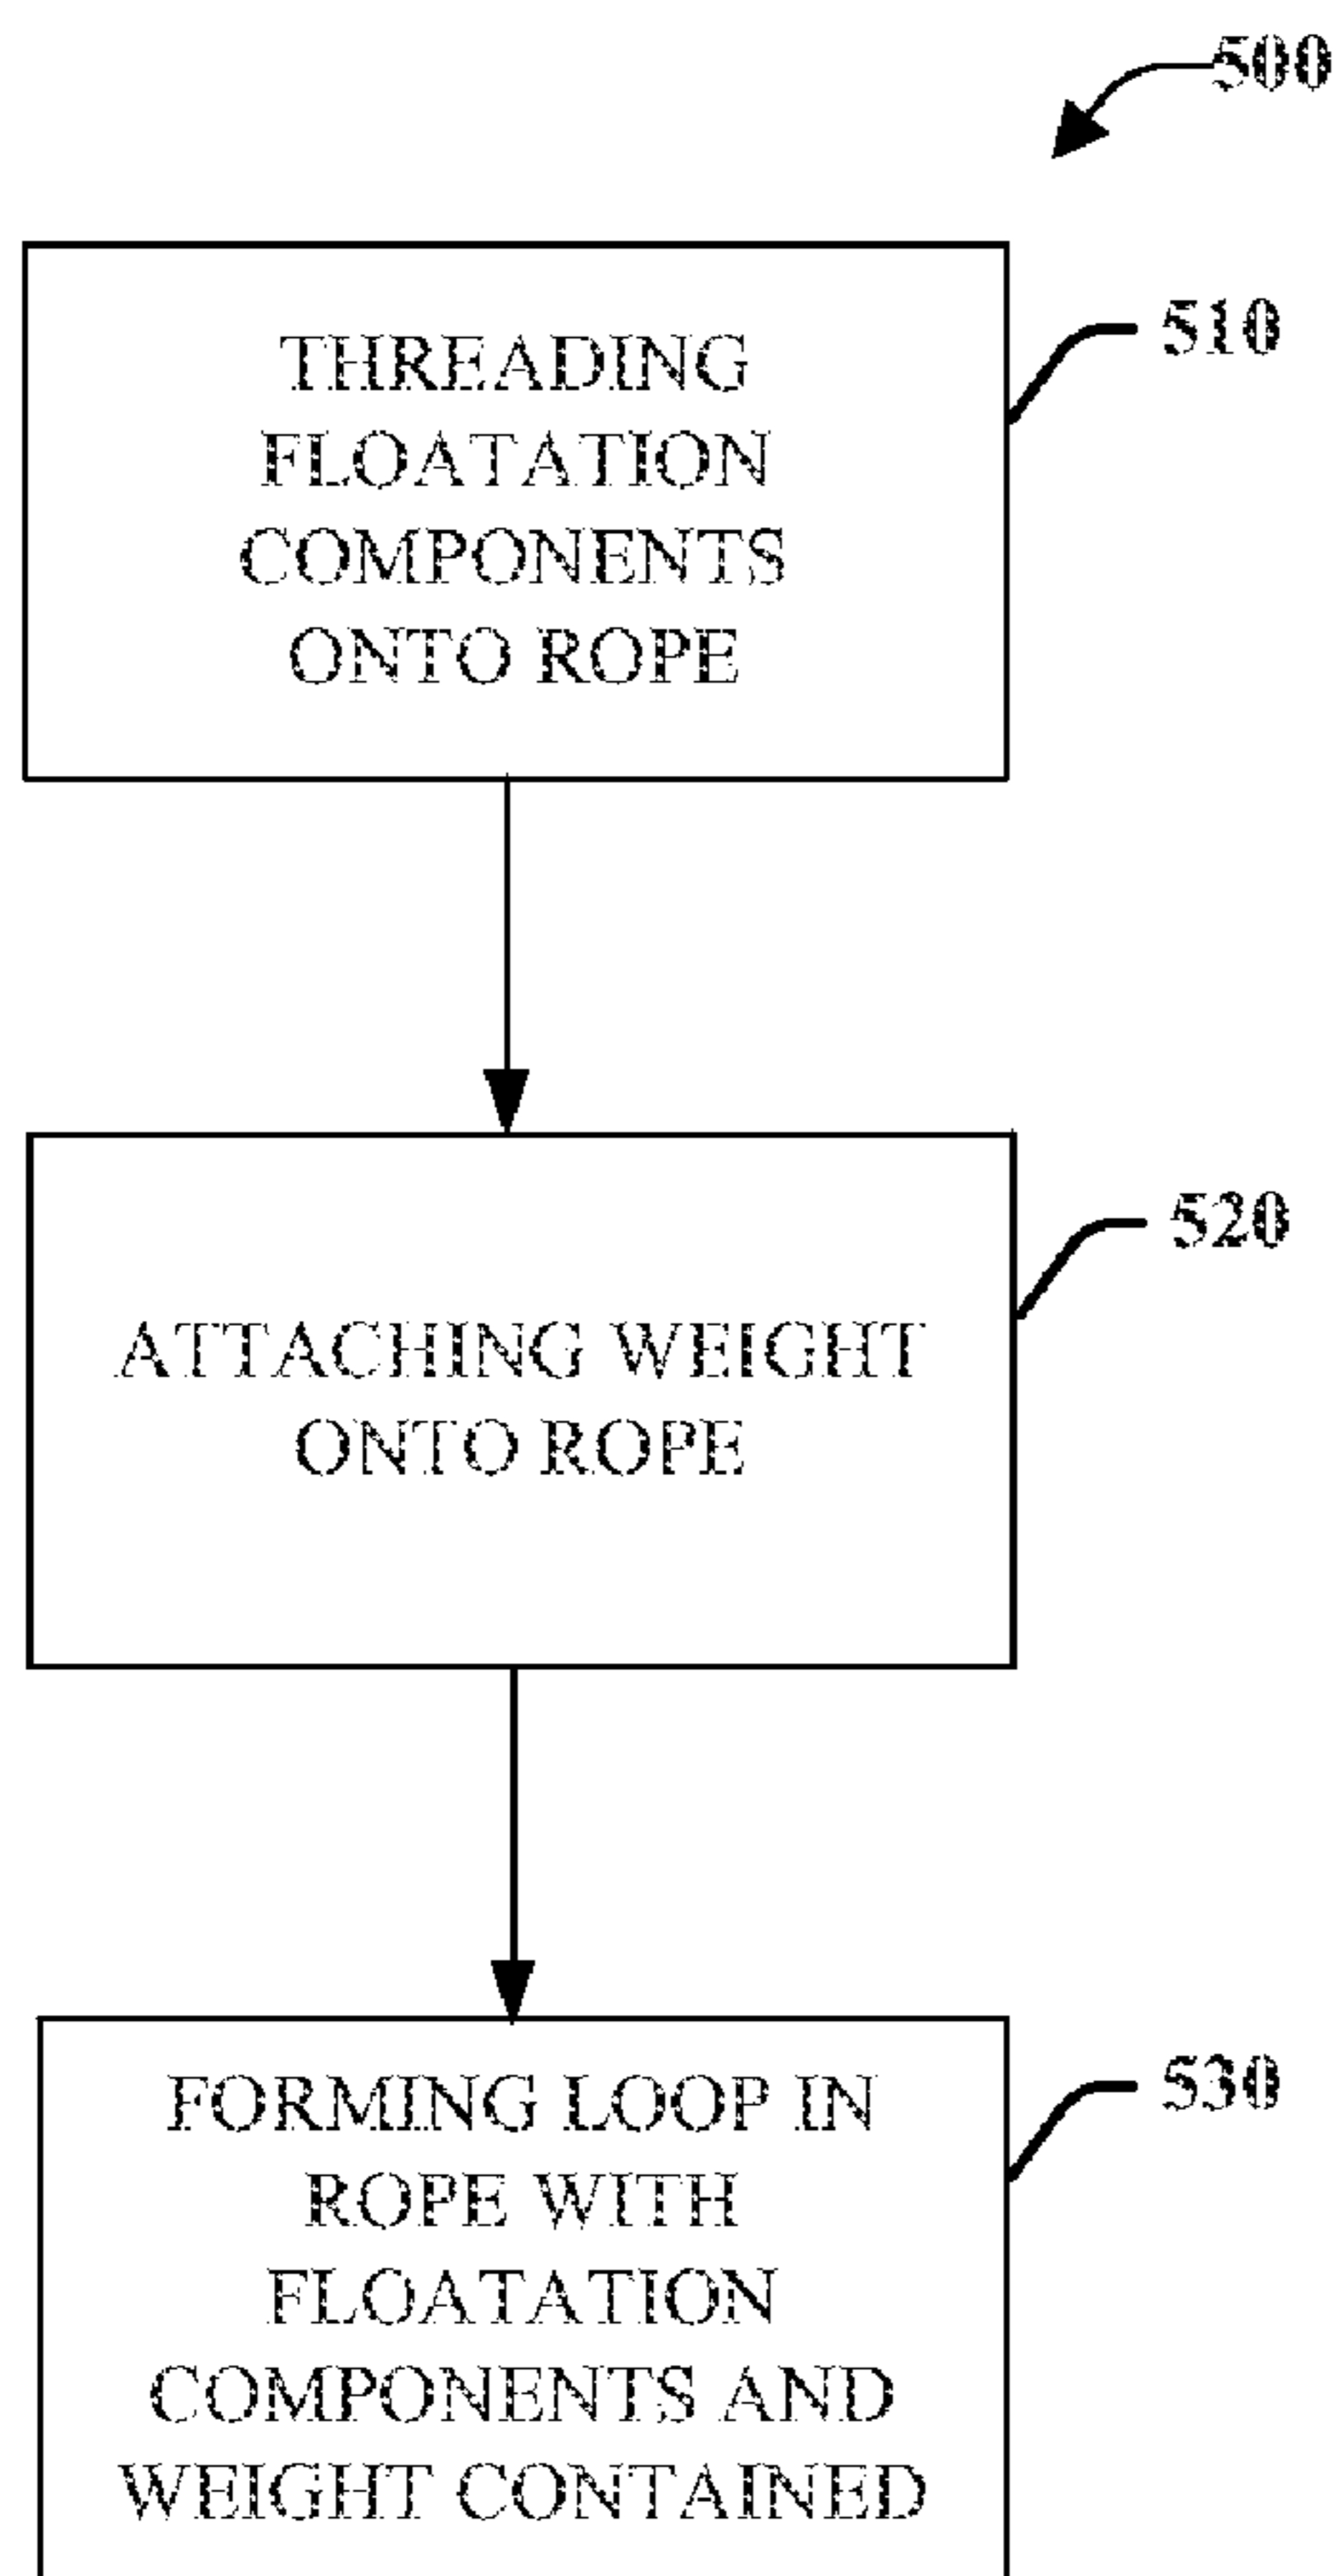 500
THREADING
FLOATATION
COMPONENTS
ONTO ROPE
510
ATTACHING WEIGHT
ONTO ROPE
520
FORMING LOOP IN
ROPE WITH
FLOATATION
COMPONENTS AND
WEIGHT CONTAINED
530